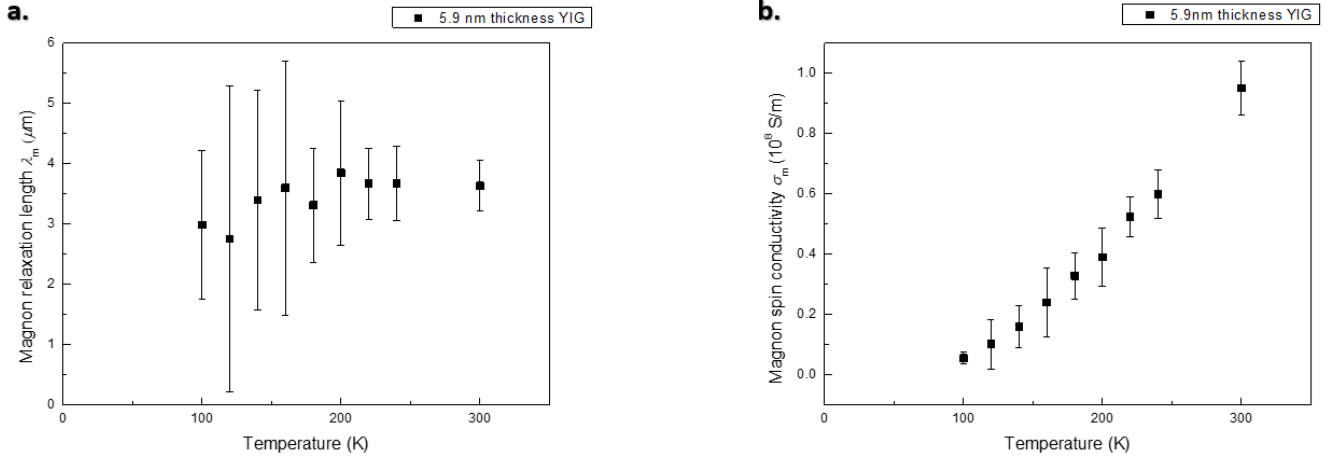 a.
5.9 nm thickness YIG
Magnon relaxation length λm (μm)
6
5
4
3
2
1
0
0
100
200
300
Temperature (K)
b.
5.9nm thickness YIG
Magnon spin conductivity σm (10⁸ S/m)
1.0
0.8
0.6
0.4
0.2
0.0
0
100
200
300
Temperature (K)